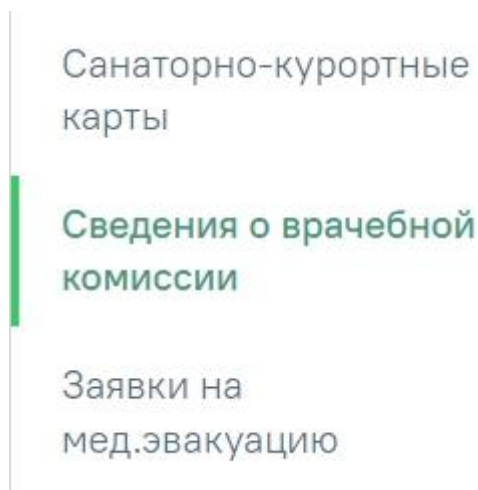 Санаторно-курортные
карты
Сведения о врачебной
комиссии
Заявки на
мед.эвакуацию